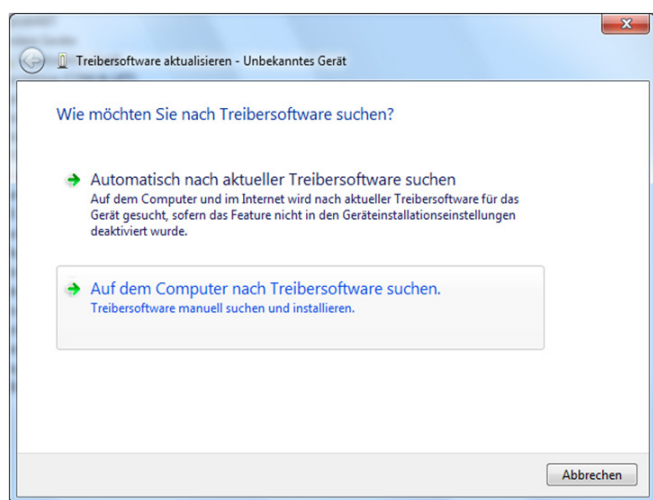 Treibersoftware aktualisieren - Unbekanntes Gerät
Wie möchten Sie nach Treibersoftware suchen?
Automatisch nach aktueller Treibersoftware suchen
Auf dem Computer und im Internet wird nach aktueller Treibersoftware für das
Gerät gesucht, sofern das Feature nicht in den Geräteinstallationseinstellungen
deaktiviert wurde.
Auf dem Computer nach Treibersoftware suchen.
Treibersoftware manuell suchen und installieren.
Abbrechen